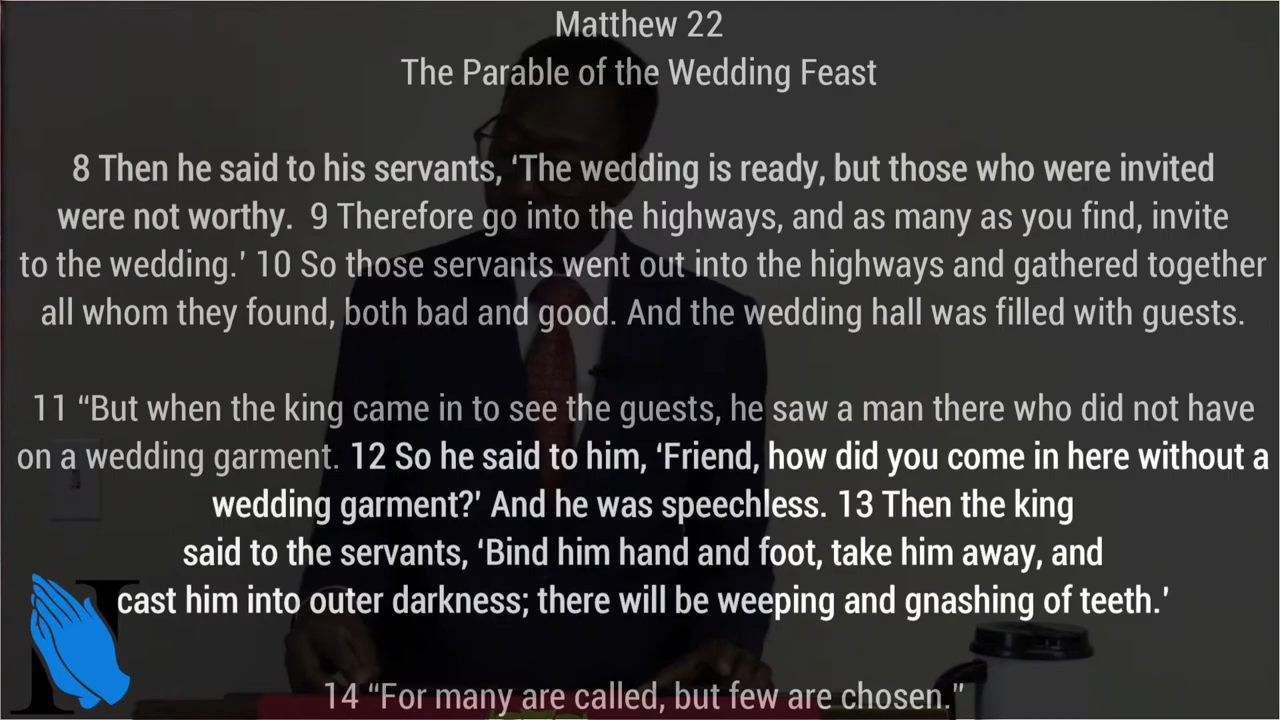 Matthew 22
The Parable of the Wedding Feast
8 Then he said to his servants, ‘The wedding is ready, but those who were invited
were not worthy.  9 Therefore go into the highways, and as many as you find, invite
to the wedding.’ 10 So those servants went out into the highways and gathered together
all whom they found, both bad and good. And the wedding hall was filled with guests.
11 “But when the king came in to see the guests, he saw a man there who did not have
on a wedding garment. 12 So he said to him, ‘Friend, how did you come in here without a
wedding garment?’ And he was speechless. 13 Then the king
said to the servants, ‘Bind him hand and foot, take him away, and
cast him into outer darkness; there will be weeping and gnashing of teeth.’
14 “For many are called, but few are chosen.”